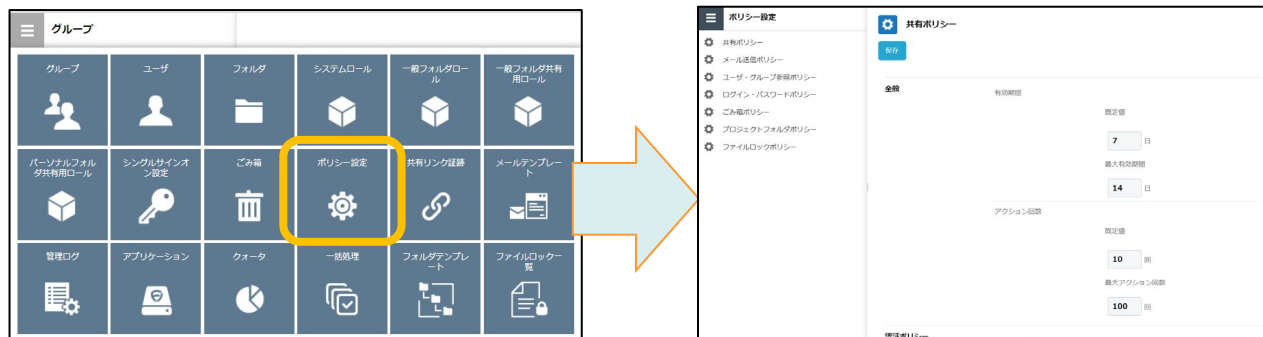 グループ
グループ
ユーザ
フォルダ
システムロール
一般フォルダロー
ル
一般フォルダ共有
用ロール
パーソナルフォル
ダ共有用ロール
シングルサインオ
ン設定
ごみ箱
ポリシー設定
共有リンク証跡
メールテンプレー
ト
管理ログ
アプリケーション
クォータ
一括処理
フォルダテンプレ
ート
ファイルロック一
覧
ポリシー設定
共有ポリシー
メール送信ポリシー
ユーザ・グループ参照ポリシー
ログイン・パスワードポリシー
ごみ箱ポリシー
プロジェクトフォルダポリシー
ファイルロックポリシー
共有ポリシー
保存
全般
有効期間
既定値
7 日
最大有効期間
14 日
アクション回数
既定値
10 回
最大アクション回数
100 回
認証ポリシー